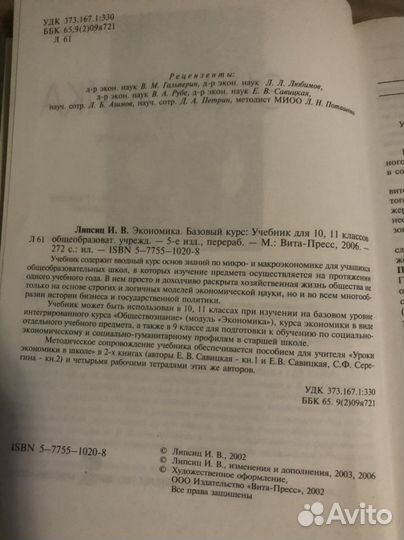 УДК 373.167.1:330
ББК 65,9(2)09я721
Л 61
Рецензенты:
д-р экон. наук В. М. Гальперин, д-р экон. наук Л. Л. Любимов,
д-р экон. наук В. А. Рубе, д-р экон. наук Е. В. Савицкая,
науч. сотр. Л. Б. Азимов, науч. сотр. Д. А. Петрин, методист МИОО Л. Н. Поташева
Липсиц И. В. Экономика. Базовый курс: Учебник для 10, 11 классов
Л 61 общеобразоват. учрежд. — 5-е изд., перераб. — М.: Вита-Пресс, 2006. —
272 с.: ил. — ISBN 5–7755–1020-8
Учебник содержит вводный курс основ знаний по микро- и макроэкономике для учащихся
общеобразовательных школ, в которых изучение предмета осуществляется на протяжении
одного учебного года. В нем просто и доходчиво раскрыта хозяйственная жизнь общества не
только на основе строгих и логичных моделей экономической науки, но и во всем многооб-
разии истории бизнеса и государственной политики.
Учебник может быть использован в 10, 11 классах при изучении на базовом уровне
интегрированного курса «Обществознание» (модуль «Экономика»), курса экономики в виде
отдельного учебного предмета, а также в 9 классе для подготовки к обучению по социально-
экономическому и социально-гуманитарному профилям в старшей школе.
Методическое сопровождение учебника обеспечивается пособием для учителя «Уроки
экономики в школе» в 2-х книгах (авторы Е. В. Савицкая - кн.1 и Е.В. Савицкая, С.Ф. Сере-
гина - кн.2) и четырьмя рабочими тетрадями этих же авторов.
УДК 373.167.1:330
ББК 65. 9(2)09я721
ISBN 5–7755–1020-8
© Липсиц И. В., 2002
© Липсиц И. В., изменения и дополнения, 2003, 2006
© Художественное оформление,
ООО Издательство «Вита-Пресс», 2002
Все права защищены
Avito